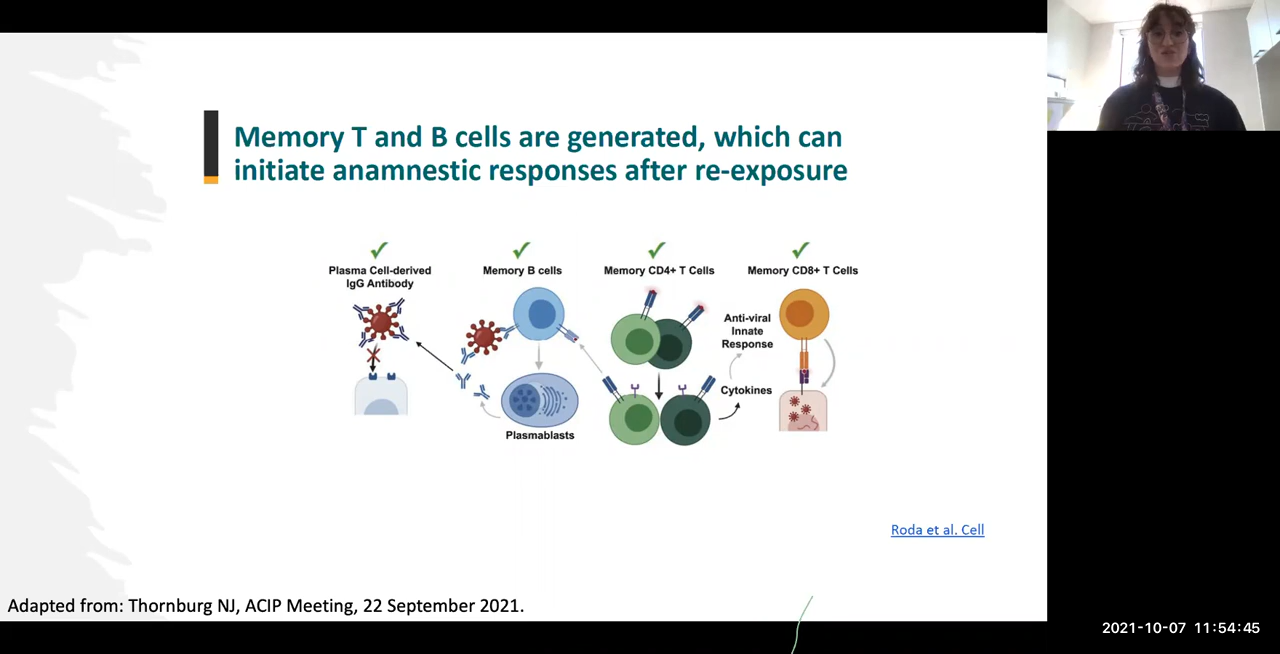 Memory T and B cells are generated, which can
initiate anamnestic responses after re-exposure
Plasma Cell-derived
IgG Antibody
Memory B cells
Memory CD4+ T Cells
Memory CD8+ T Cells
Anti-viral
Innate
Response
Cytokines
Plasmablasts
Roda et al. Cell
Adapted from: Thornburg NJ, ACIP Meeting, 22 September 2021.
2021-10-07 11:54:45